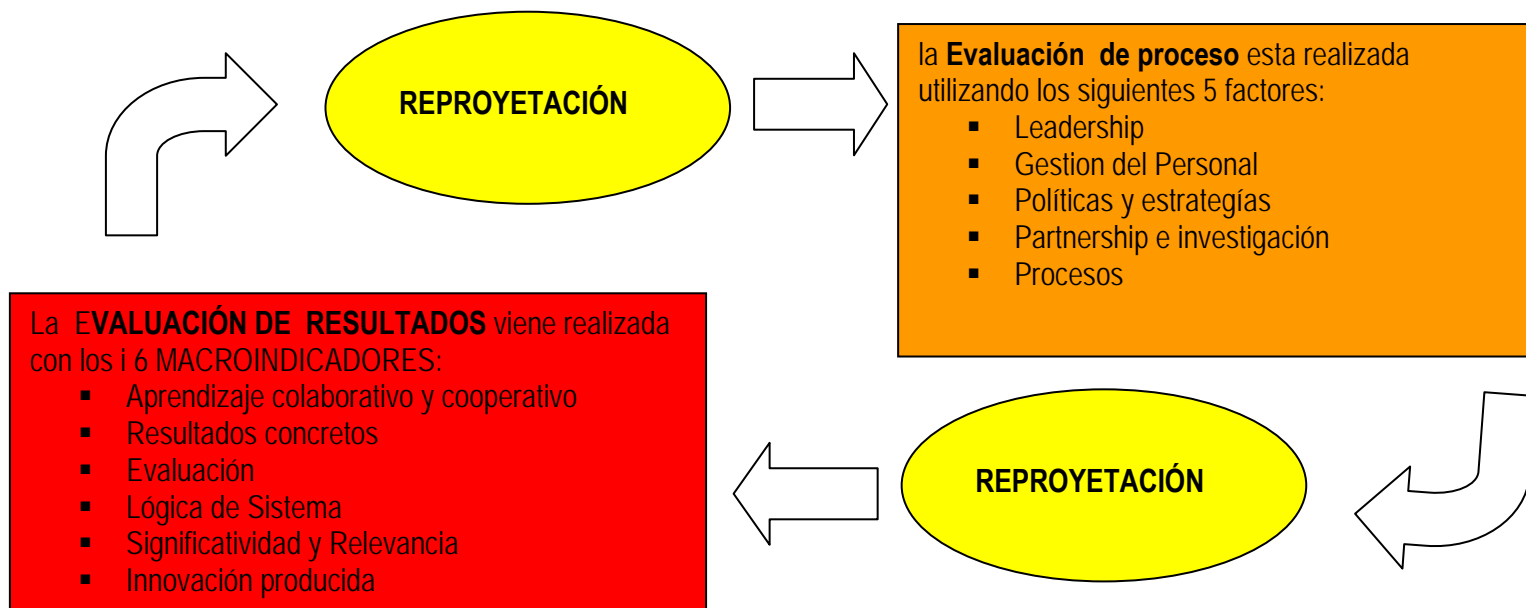 REPROYETACIÓN
la Evaluación de proceso esta realizada
utilizando los siguientes 5 factores:
▪ Leadership
▪ Gestion del Personal
▪ Políticas y estrategías
▪ Partnership e investigación
▪ Procesos
La EVALUACIÓN DE RESULTADOS viene realizada
con los i 6 MACROINDICADORES:
▪ Aprendizaje colaborativo y cooperativo
▪ Resultados concretos
▪ Evaluación
▪ Lógica de Sistema
▪ Significatividad y Relevancia
▪ Innovación producida
REPROYETACIÓN